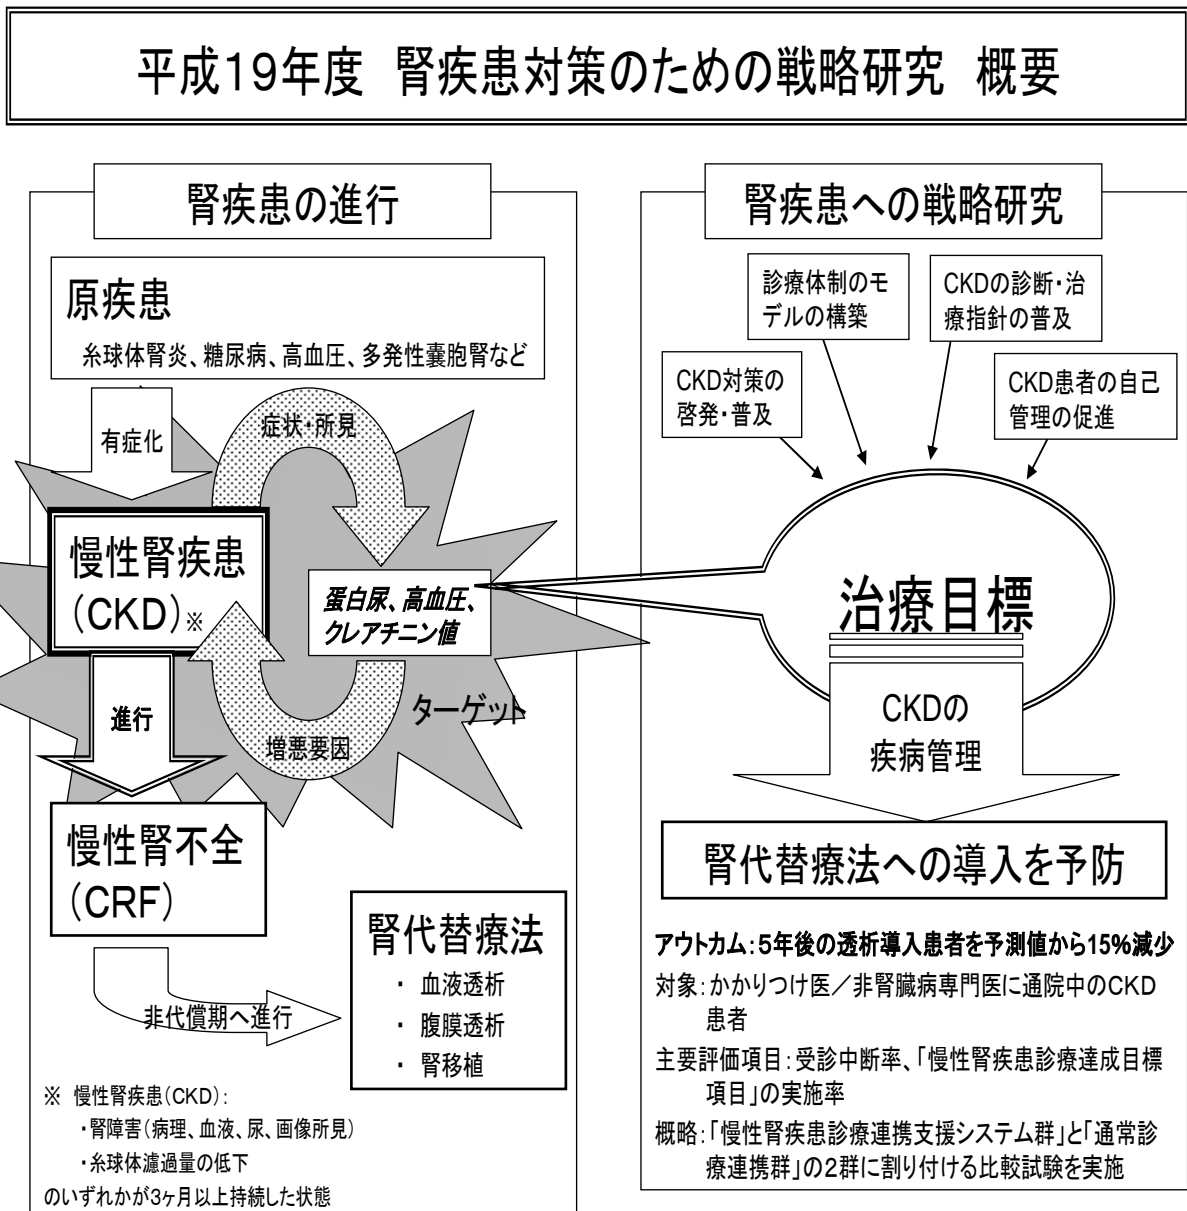 平成19年度 腎疾患対策のための戦略研究 概要
腎疾患の進行
原疾患
糸球体腎炎、糖尿病、高血圧、多発性嚢胞腎など
有症化
症状・所見
慢性腎疾患
(CKD)※
蛋白尿、高血圧、
クレアチニン値
進行
ターゲット
増悪要因
慢性腎不全
(CRF)
非代償期へ進行
腎代替療法
・ 血液透析
・ 腹膜透析
・ 腎移植
※ 慢性腎疾患(CKD):
・腎障害(病理、血液、尿、画像所見)
・糸球体濾過量の低下
のいずれかが3ヶ月以上持続した状態
腎疾患への戦略研究
診療体制のモ
デルの構築
CKDの診断・治
療指針の普及
CKD対策の
啓発・普及
CKD患者の自己
管理の促進
治療目標
CKDの
疾病管理
腎代替療法への導入を予防
アウトカム:5年後の透析導入患者を予測値から15%減少
対象:かかりつけ医/非腎臓病専門医に通院中のCKD
患者
主要評価項目:受診中断率、「慢性腎疾患診療達成目標
項目」の実施率
概略:「慢性腎疾患診療連携支援システム群」と「通常診
療連携群」の2群に割り付ける比較試験を実施